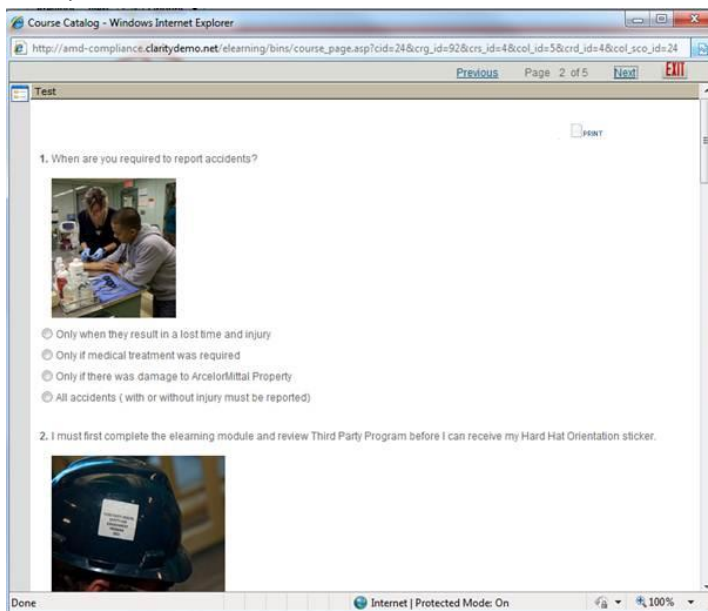 Course Catalog - Windows Internet Explorer
http://amd-compliance.claritydemo.net/elearning/bins/course_page.asp?cid=24&crg_id=92&crs_id=4&col_id=5&crd_id=4&col_sco_id=24
Previous Page 2 of 5 Next EXIT
Test
PRINT
1. When are you required to report accidents?
Only when they result in a lost time and injury
Only if medical treatment was required
Only if there was damage to ArcelorMittal Property
All accidents ( with or without injury must be reported)
2. I must first complete the elearning module and review Third Party Program before I can receive my Hard Hat Orientation sticker.
Done Internet | Protected Mode: On 100%